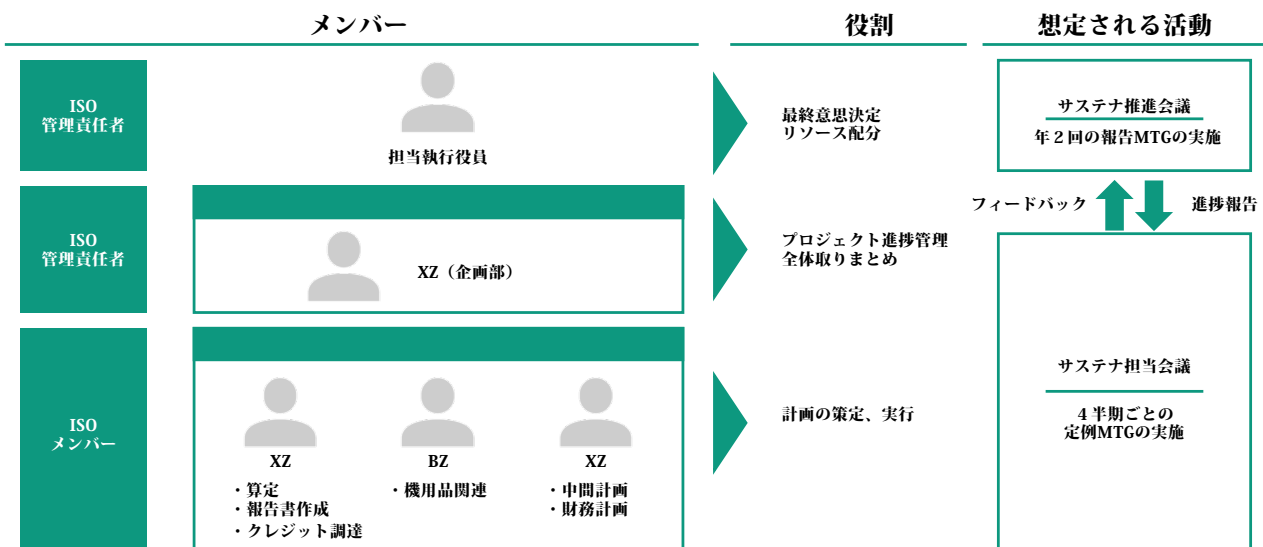 メンバー
役割
想定される活動
ISO
管理責任者
担当執行役員
最終意思決定
リソース配分
サステナ推進会議
年２回の報告MTGの実施
フィードバック
進捗報告
ISO
管理責任者
XZ（企画部）
プロジェクト進捗管理
全体取りまとめ
ISO
メンバー
XZ
・算定
・報告書作成
・クレジット調達
BZ
・機用品関連
XZ
・中間計画
・財務計画
計画の策定、実行
サステナ担当会議
４半期ごとの
定例MTGの実施